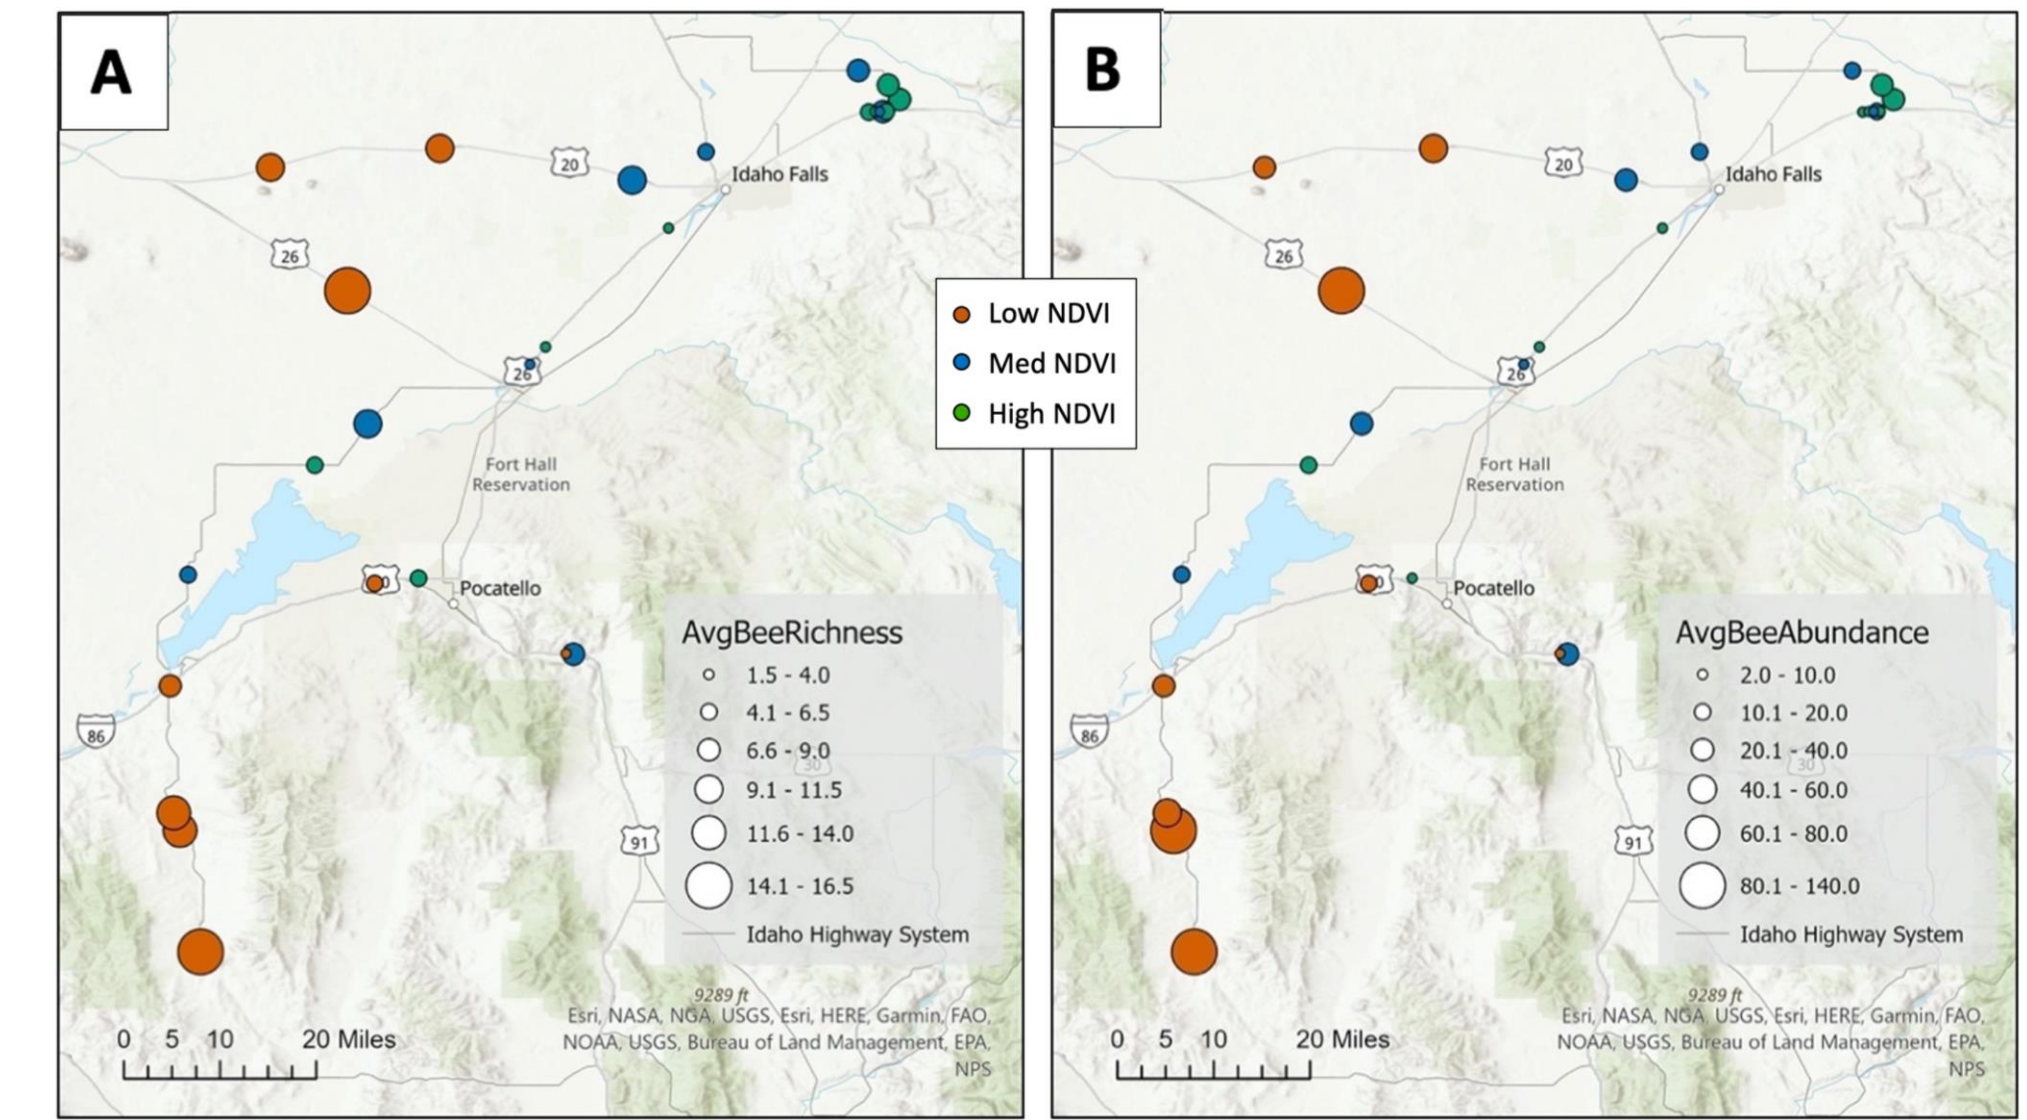 A
20
Idaho Falls
26
26
Fort Hall
Reservation
Pocatello
86
91
30
AvgBeeRichness
1.5 - 4.0
4.1 - 6.5
6.6 - 9.0
9.1 - 11.5
11.6 - 14.0
14.1 - 16.5
Idaho Highway System
9289 ft
Esri, NASA, NGA, USGS, Esri, HERE, Garmin, FAO,
NOAA, USGS, Bureau of Land Management, EPA,
NPS
0 5 10 20 Miles
Low NDVI
Med NDVI
High NDVI
B
20
Idaho Falls
26
26
Fort Hall
Reservation
Pocatello
86
91
30
AvgBeeAbundance
2.0 - 10.0
10.1 - 20.0
20.1 - 40.0
40.1 - 60.0
60.1 - 80.0
80.1 - 140.0
Idaho Highway System
9289 ft
Esri, NASA, NGA, USGS, Esri, HERE, Garmin, FAO,
NOAA, USGS, Bureau of Land Management, EPA,
NPS
0 5 10 20 Miles